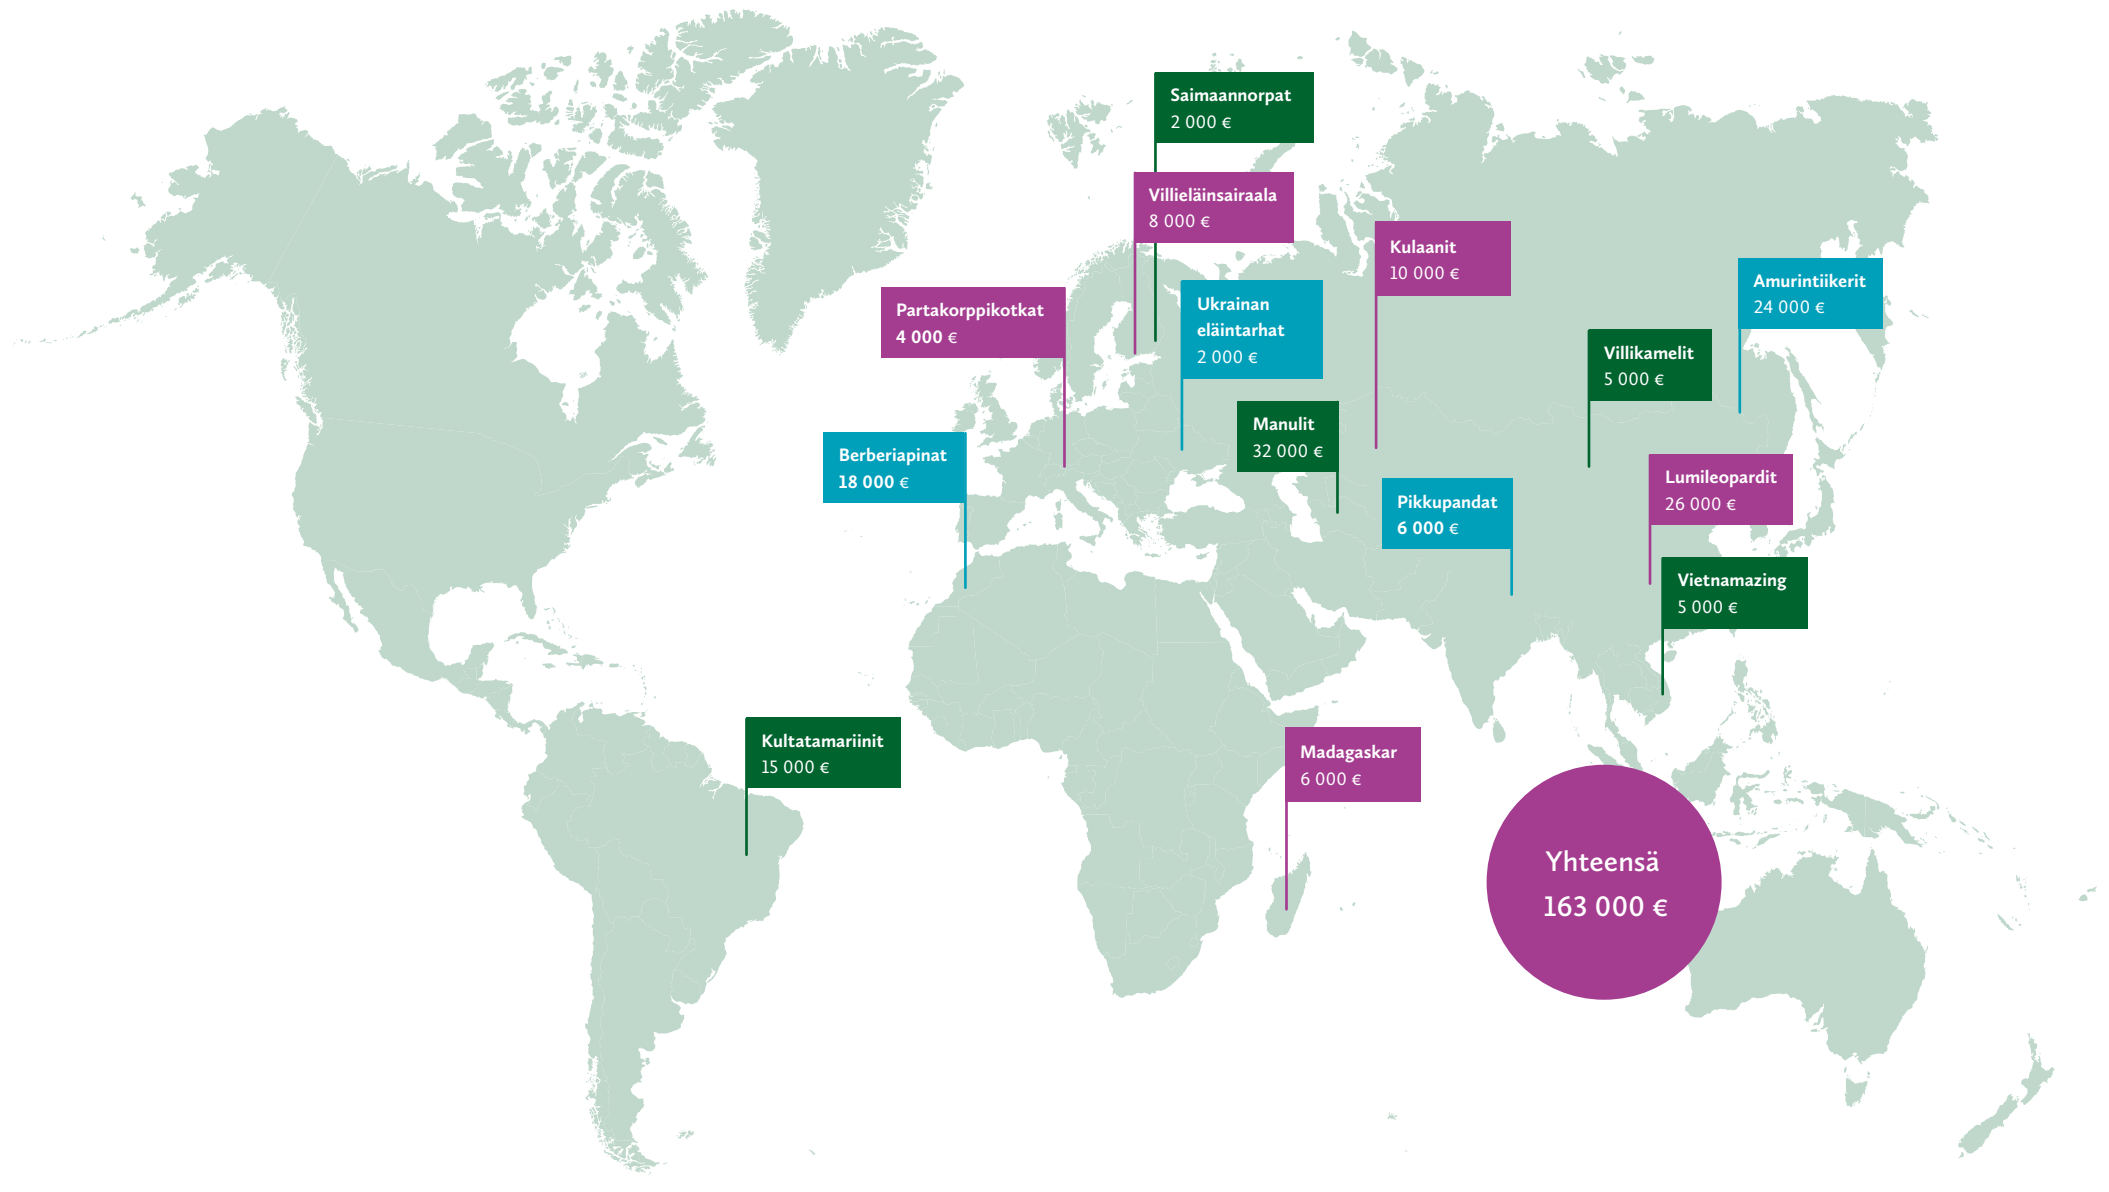 Saimaannorpat
2 000 €
Villieläinsairaala
8 000 €
Kulaanit
10 000 €
Amurintiikerit
24 000 €
Partakorppikotkat
4 000 €
Ukrainan
eläintarhat
2 000 €
Villikamelit
5 000 €
Manulit
32 000 €
Berberiapinat
18 000 €
Lumileopardit
26 000 €
Pikkupandat
6 000 €
Vietnamazing
5 000 €
Kultatamariinit
15 000 €
Madagaskar
6 000 €
Yhteensä
163 000 €